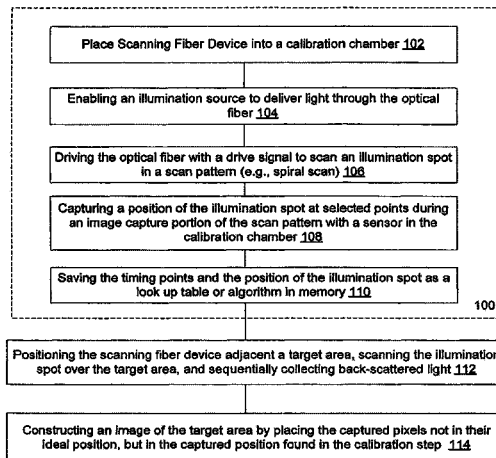 Place Scanning Fiber Device into a calibration chamber 102
Enabling an illumination source to deliver light through the optical
fiber 104
Driving the optical fiber with a drive signal to scan an illumination spot
in a scan pattern (e.g., spiral scan) 106
Capturing a position of the illumination spot at selected points during
an image capture portion of the scan pattern with a sensor in the
calibration chamber 108
Saving the timing points and the position of the illumination spot as a
look up table or algorithm in memory 110
100
Positioning the scanning fiber device adjacent a target area, scanning the illumination
spot over the target area, and sequentially collecting back-scattered light 112
Constructing an image of the target area by placing the captured pixels not in their
ideal position, but in the captured position found in the calibration step 114